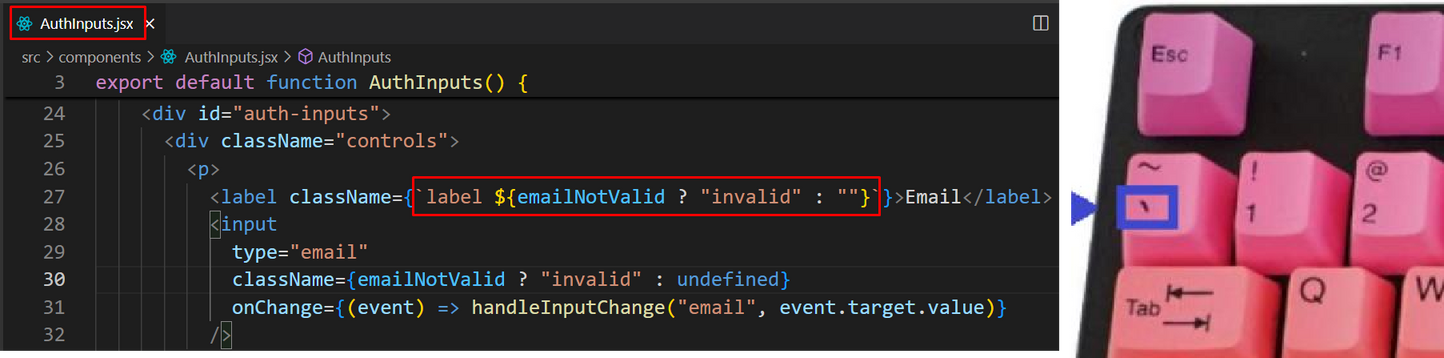 AuthInputs.jsx ×
src > components > AuthInputs.jsx > AuthInputs
3 export default function AuthInputs() {
24 <div id="auth-inputs">
25 <div className="controls">
26 <p>
27 <label className={`label ${emailNotValid ? "invalid" : ""}`}>Email</label>
28 <input
29 type="email"
30 className={emailNotValid ? "invalid" : undefined}
31 onChange={(event) => handleInputChange("email", event.target.value)}
32 />
Esc F1
~ ! @
` 1 2
Tab Q W